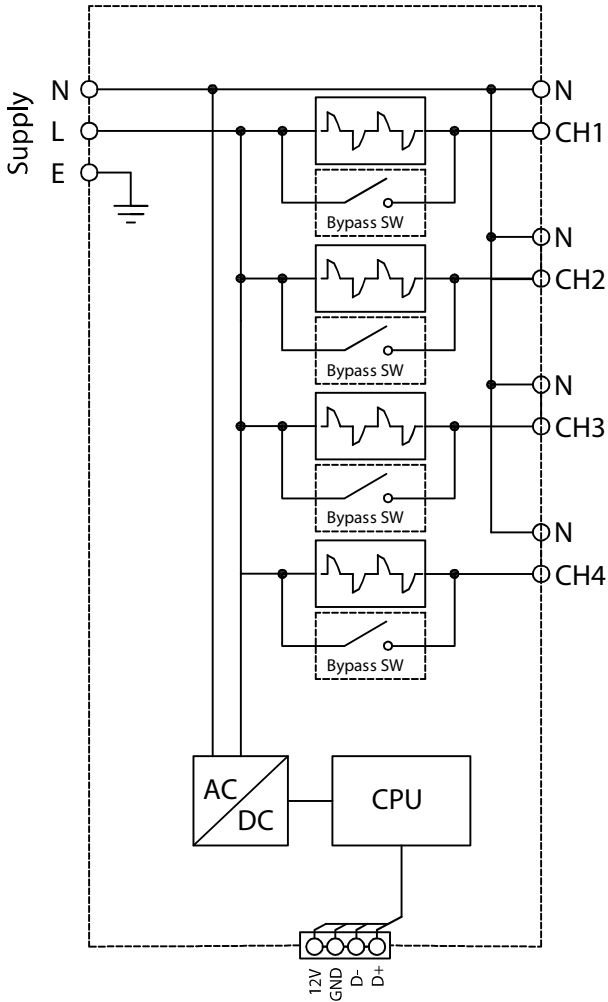 Supply
N
L
E
N
CH1
Bypass SW
N
CH2
Bypass SW
N
CH3
Bypass SW
N
CH4
Bypass SW
AC
DC
CPU
12V
GND
D-
D+